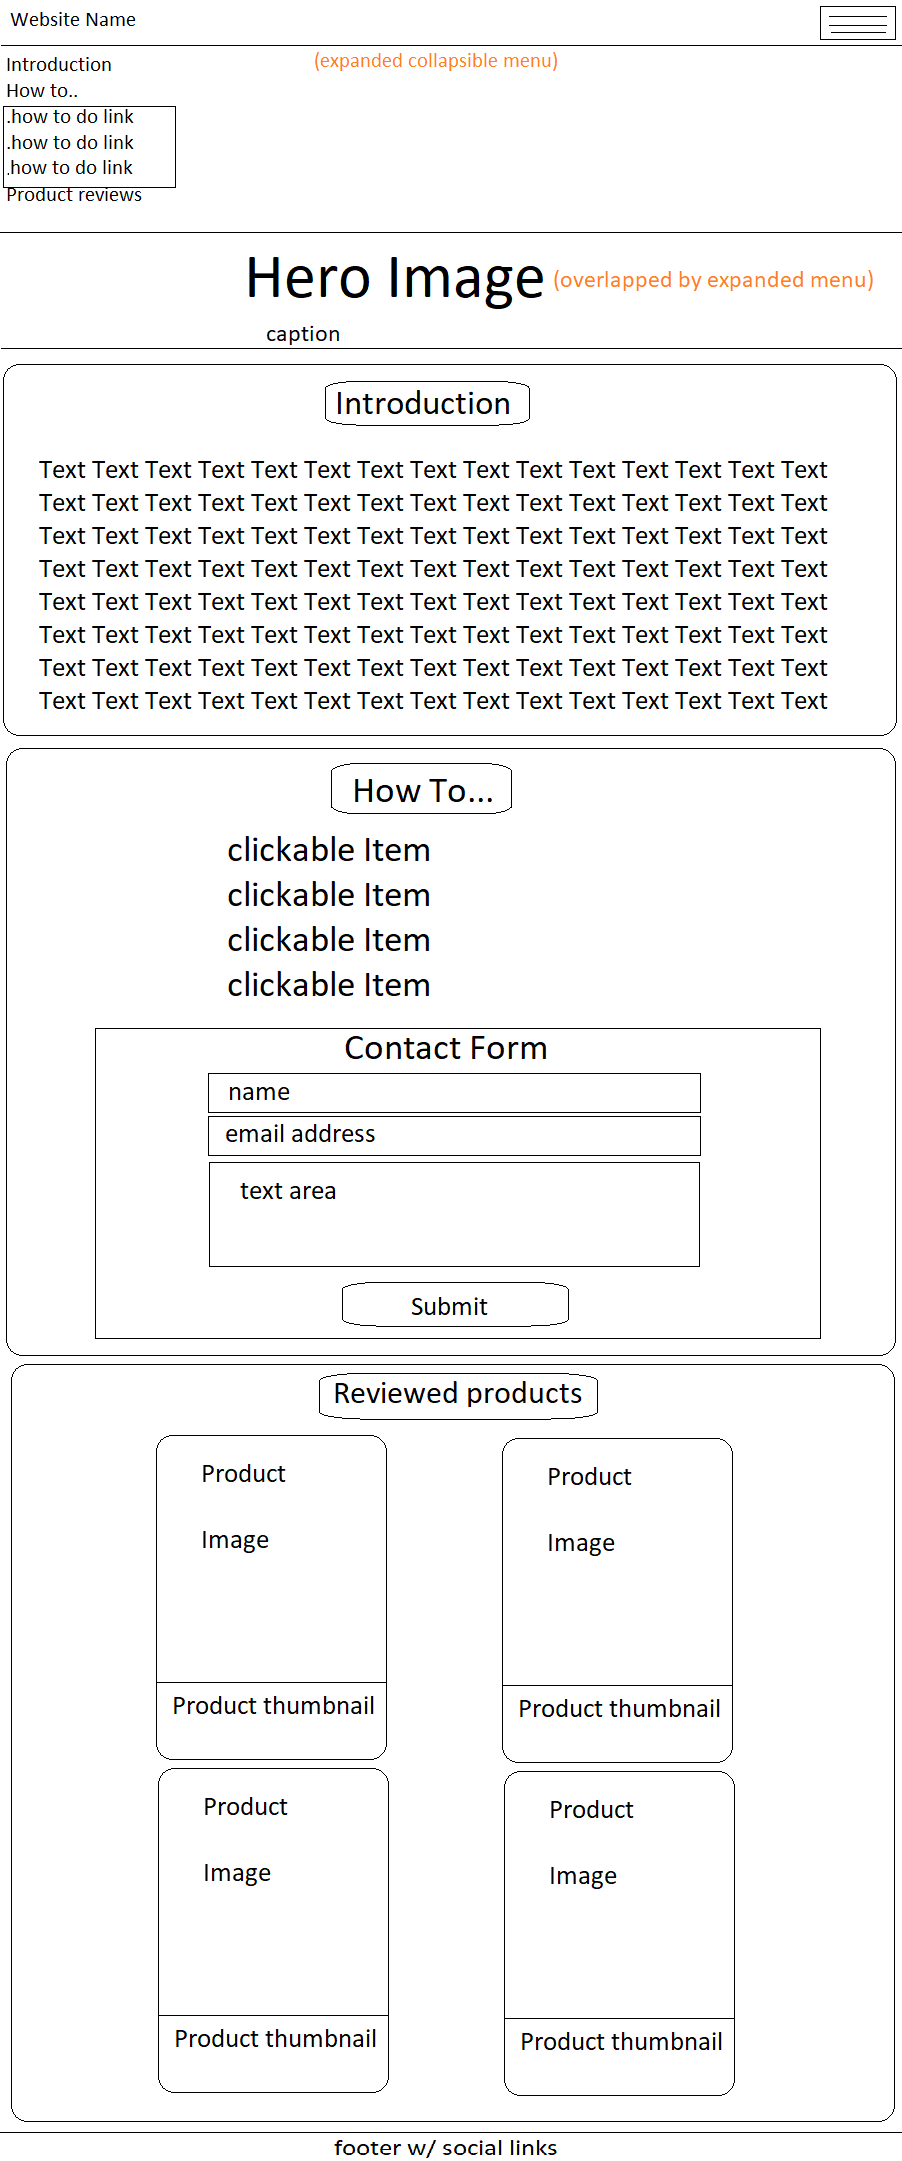 Website Name
(expanded collapsible menu)
Introduction
How to..
.how to do link
.how to do link
.how to do link
Product reviews
Hero Image
(overlapped by expanded menu)
caption
Introduction
Text Text Text Text Text Text Text Text Text Text Text Text Text Text Text
Text Text Text Text Text Text Text Text Text Text Text Text Text Text Text
Text Text Text Text Text Text Text Text Text Text Text Text Text Text Text
Text Text Text Text Text Text Text Text Text Text Text Text Text Text Text
Text Text Text Text Text Text Text Text Text Text Text Text Text Text Text
Text Text Text Text Text Text Text Text Text Text Text Text Text Text Text
Text Text Text Text Text Text Text Text Text Text Text Text Text Text Text
Text Text Text Text Text Text Text Text Text Text Text Text Text Text Text
How To...
clickable Item
clickable Item
clickable Item
clickable Item
Contact Form
name
email address
text area
Submit
Reviewed products
Product
Image
Product thumbnail
Product
Image
Product thumbnail
Product
Image
Product thumbnail
Product
Image
Product thumbnail
footer w/ social links